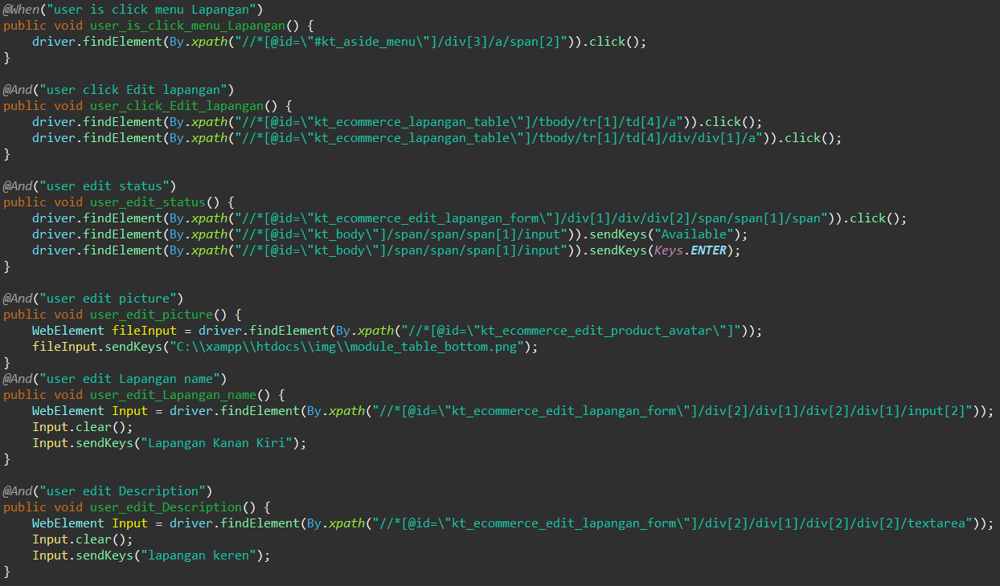 @When("user is click menu Lapangan")
public void user_is_click_menu_Lapangan() {
    driver.findElement(By.xpath("//*[@id=\"#kt_aside_menu\"]/div[3]/a/span[2]")).click();
}

@And("user click Edit lapangan")
public void user_click_Edit_lapangan() {
    driver.findElement(By.xpath("//*[@id=\"kt_ecommerce_lapangan_table\"]/tbody/tr[1]/td[4]/a")).click();
    driver.findElement(By.xpath("//*[@id=\"kt_ecommerce_lapangan_table\"]/tbody/tr[1]/td[4]/div/div[1]/a")).click();
}

@And("user edit status")
public void user_edit_status() {
    driver.findElement(By.xpath("//*[@id=\"kt_ecommerce_edit_lapangan_form\"]/div[1]/div/div[2]/span/span[1]/span")).click();
    driver.findElement(By.xpath("//*[@id=\"kt_body\"]/span/span/span[1]/input")).sendKeys("Available");
    driver.findElement(By.xpath("//*[@id=\"kt_body\"]/span/span/span[1]/input")).sendKeys(Keys.ENTER);
}

@And("user edit picture")
public void user_edit_picture() {
    WebElement fileInput = driver.findElement(By.xpath("//*[@id=\"kt_ecommerce_edit_product_avatar\"]"));
    fileInput.sendKeys("C:\\xampp\\htdocs\\img\\module_table_bottom.png");
}
@And("user edit Lapangan name")
public void user_edit_Lapangan_name() {
    WebElement Input = driver.findElement(By.xpath("//*[@id=\"kt_ecommerce_edit_lapangan_form\"]/div[2]/div[1]/div[2]/div[1]/input[2]"));
    Input.clear();
    Input.sendKeys("Lapangan Kanan Kiri");
}

@And("user edit Description")
public void user_edit_Description() {
    WebElement Input = driver.findElement(By.xpath("//*[@id=\"kt_ecommerce_edit_lapangan_form\"]/div[2]/div[1]/div[2]/div[2]/textarea"));
    Input.clear();
    Input.sendKeys("lapangan keren");
}